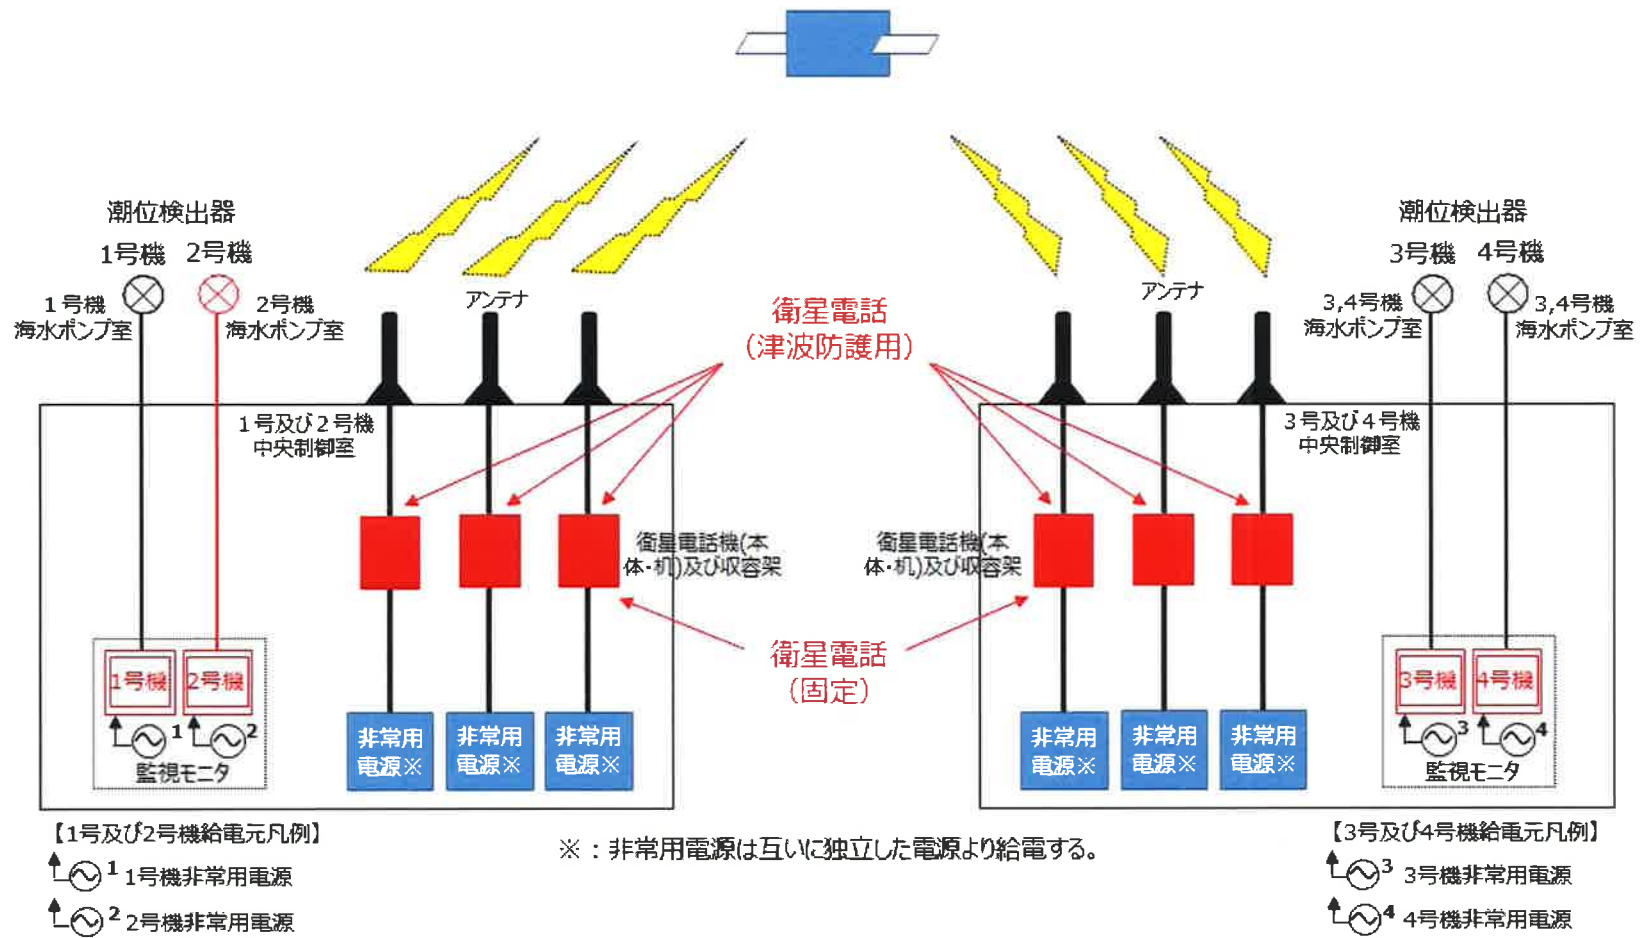 潮位検出器
1号機
2号機
1号機
海水ポンプ室
2号機
海水ポンプ室
アンテナ
衛星電話
(津波防護用)
アンテナ
潮位検出器
3号機
4号機
3,4号機
海水ポンプ室
3,4号機
海水ポンプ室
1号及び2号機
中央制御室
3号及び4号機
中央制御室
衛星電話機(本
体・机)及び収容架
衛星電話機(本
体・机)及び収容架
衛星電話
(固定)
1号機
2号機
1
2
監視モニタ
非常用
電源※
非常用
電源※
非常用
電源※
非常用
電源※
非常用
電源※
非常用
電源※
3号機
4号機
3
4
監視モニタ
【1号及び2号機給電元凡例】
1 1号機非常用電源
2 2号機非常用電源
※：非常用電源は互いに独立した電源より給電する。
【3号及び4号機給電元凡例】
3 3号機非常用電源
4 4号機非常用電源